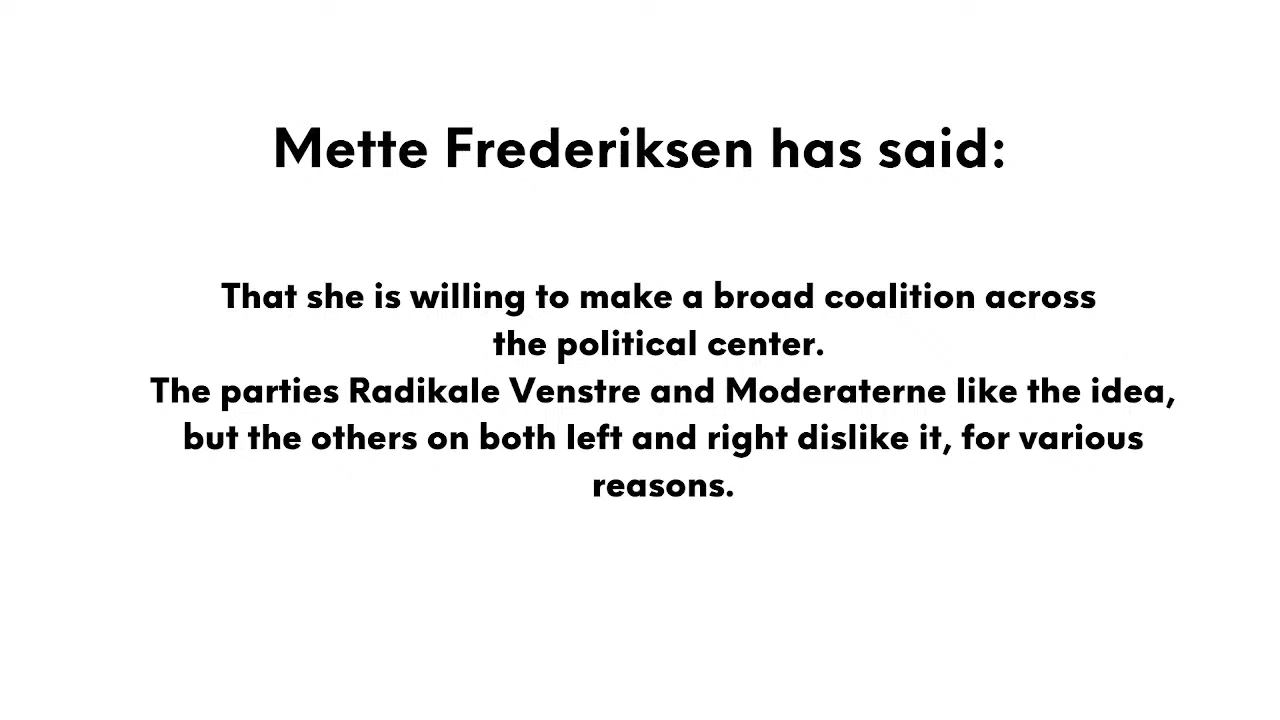 Mette Frederiksen has said:
That she is willing to make a broad coalition across
the political center.
The parties Radikale Venstre and Moderaterne like the idea,
but the others on both left and right dislike it, for various
reasons.